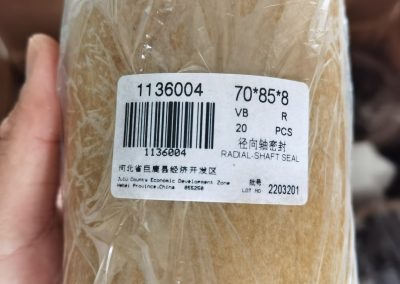 1136004
70*85*8
VB R
20 PCS
径向轴密封
RADIAL-SHAFT SEAL
1136004
河北省巨鹿县经济开发区
JuLu County Economic Development Zone
Hebei Province,China 055250
批号
LOT NO 2203201